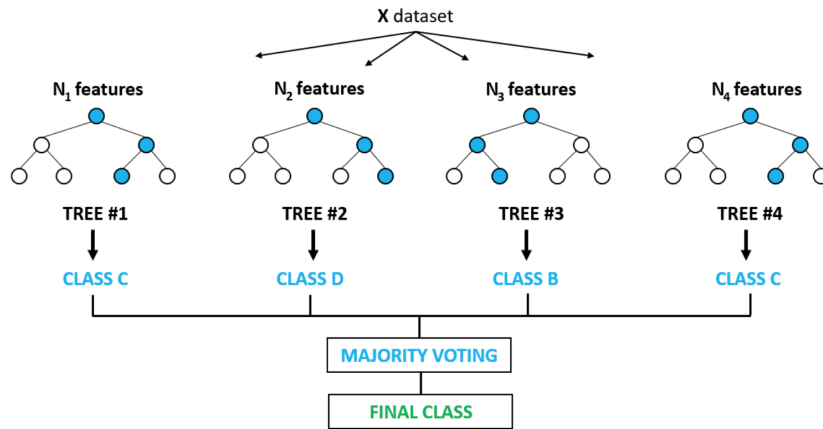 X dataset
N₁ features
N₂ features
N₃ features
N₄ features
TREE #1
TREE #2
TREE #3
TREE #4
CLASS C
CLASS D
CLASS B
CLASS C
MAJORITY VOTING
FINAL CLASS